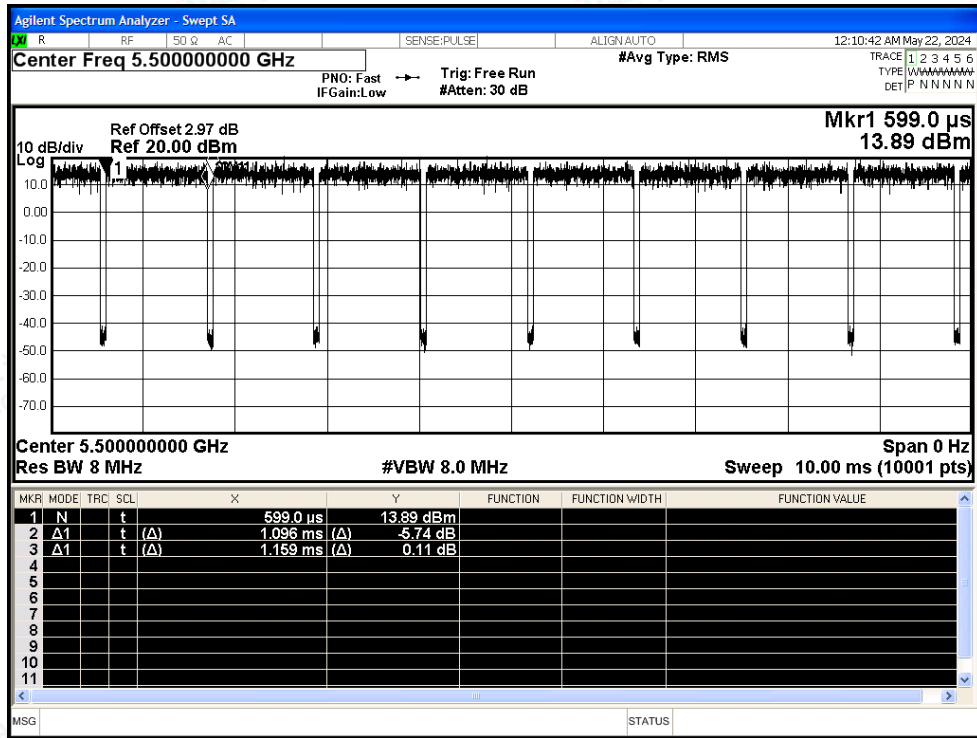 Agilent Spectrum Analyzer - Swept SA
LXI R RF 50 Ω AC SENSE:PULSE ALIGN AUTO 12:10:42 AM May 22, 2024
Center Freq 5.500000000 GHz #Avg Type: RMS TRACE 1 2 3 4 5 6
PNO: Fast Trig: Free Run TYPE WWWWWW
IFGain:Low #Atten: 30 dB DET P N N N N N
Mkr1 599.0 µs
Ref Offset 2.97 dB
10 dB/div Ref 20.00 dBm 13.89 dBm
Log
1
10.0
0.00
-10.0
-20.0
-30.0
-40.0
-50.0
-60.0
-70.0
Center 5.500000000 GHz Span 0 Hz
Res BW 8 MHz #VBW 8.0 MHz Sweep 10.00 ms (10001 pts)
MKR MODE TRC SCL X Y FUNCTION FUNCTION WIDTH FUNCTION VALUE
1 N t 599.0 µs 13.89 dBm
2 Δ1 t (Δ) 1.096 ms (Δ) -5.74 dB
3 Δ1 t (Δ) 1.159 ms (Δ) 0.11 dB
4
5
6
7
8
9
10
11
MSG STATUS